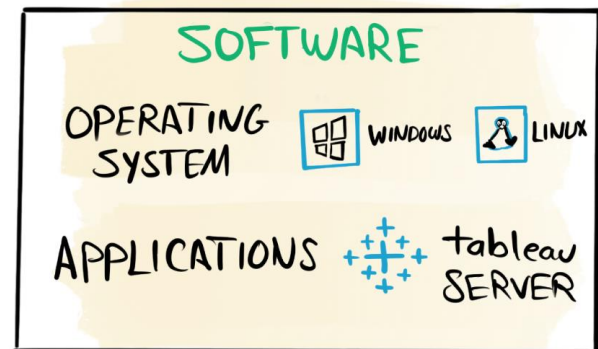 SOFTWARE
OPERATING SYSTEM
WINDOWS
LINUX
APPLICATIONS
tableau
SERVER